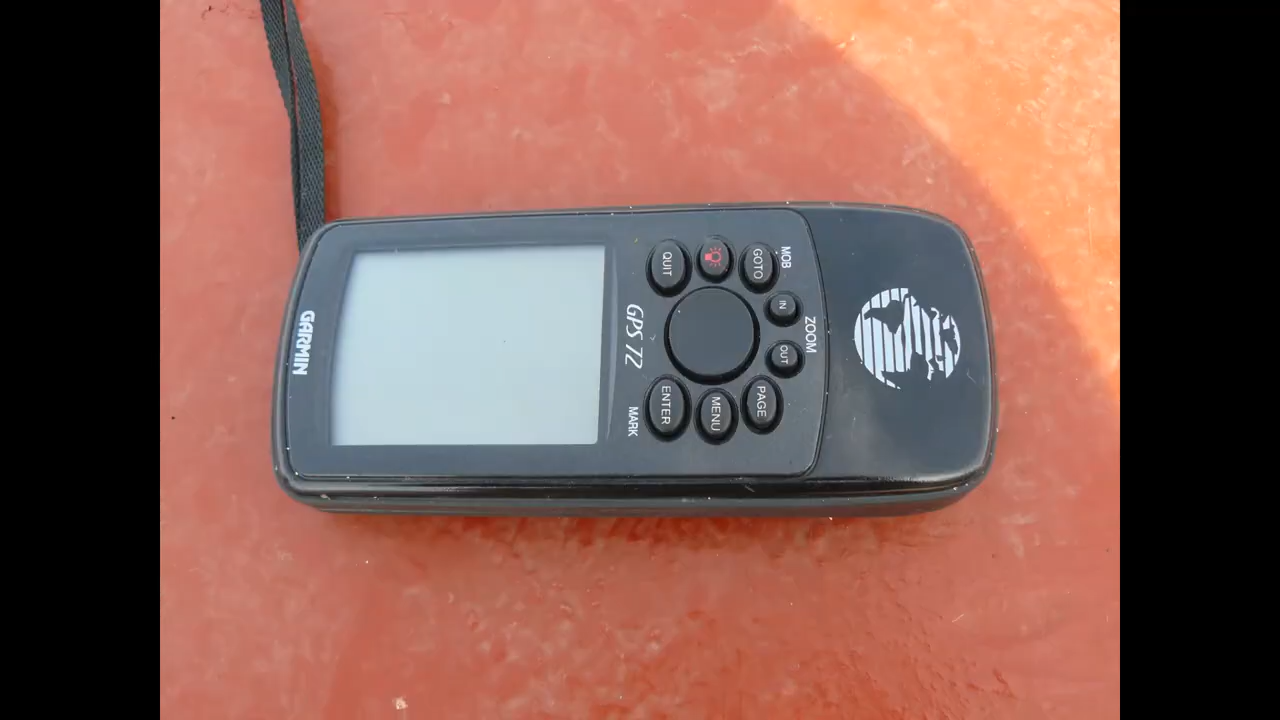 GARMIN
GPS 72
MOB
QUIT
GOTO
IN
ZOOM
OUT
ENTER
MENU
PAGE
MARK